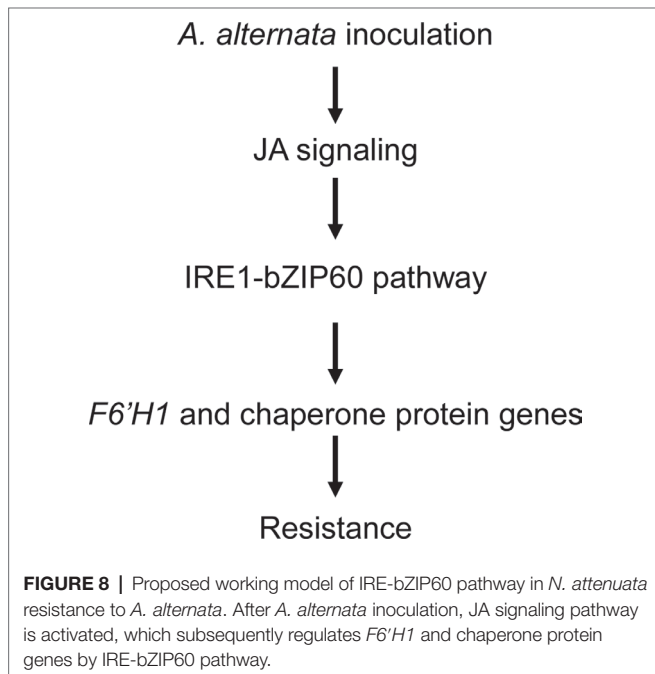 A. alternata inoculation
JA signaling
IRE1-bZIP60 pathway
F6'H1 and chaperone protein genes
Resistance
FIGURE 8 | Proposed working model of IRE-bZIP60 pathway in N. attenuata
resistance to A. alternata. After A. alternata inoculation, JA signaling pathway
is activated, which subsequently regulates F6′H1 and chaperone protein
genes by IRE-bZIP60 pathway.